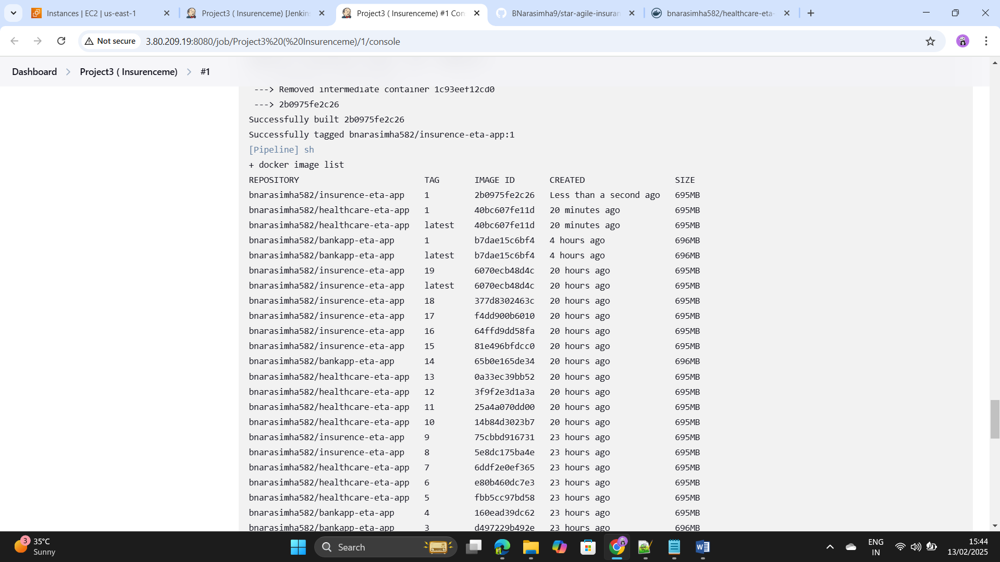 Instances | EC2 | us-east-1
Project3 ( Insurenceme) [Jenkins
Project3 ( Insurenceme) #1 Con
BNarasimha9/star-agile-insuran
bnarasimha582/healthcare-eta-
Not secure
3.80.209.19:8080/job/Project3%20(%20Insurenceme)/1/console
Dashboard
Project3 ( Insurenceme)
#1
---> Removed intermediate container 1c93eef12cd0
---> 2b0975fe2c26
Successfully built 2b0975fe2c26
Successfully tagged bnarasimha582/insurence-eta-app:1
[Pipeline] sh
+ docker image list
REPOSITORY TAG IMAGE ID CREATED SIZE
bnarasimha582/insurence-eta-app 1 2b0975fe2c26 Less than a second ago 695MB
bnarasimha582/healthcare-eta-app 1 40bc607fe11d 20 minutes ago 695MB
bnarasimha582/healthcare-eta-app latest 40bc607fe11d 20 minutes ago 695MB
bnarasimha582/bankapp-eta-app 1 b7dae15c6bf4 4 hours ago 696MB
bnarasimha582/bankapp-eta-app latest b7dae15c6bf4 4 hours ago 696MB
bnarasimha582/insurence-eta-app 19 6070ecb48d4c 20 hours ago 695MB
bnarasimha582/insurence-eta-app latest 6070ecb48d4c 20 hours ago 695MB
bnarasimha582/insurence-eta-app 18 377d8302463c 20 hours ago 695MB
bnarasimha582/insurence-eta-app 17 f4dd900b6010 20 hours ago 695MB
bnarasimha582/insurence-eta-app 16 64ffd9dd58fa 20 hours ago 695MB
bnarasimha582/insurence-eta-app 15 81e496bfdcc0 20 hours ago 695MB
bnarasimha582/bankapp-eta-app 14 65b0e165de34 20 hours ago 696MB
bnarasimha582/healthcare-eta-app 13 0a33ec39bb52 20 hours ago 695MB
bnarasimha582/healthcare-eta-app 12 3f9f2e3d1a3a 20 hours ago 695MB
bnarasimha582/healthcare-eta-app 11 25a4a070dd00 20 hours ago 695MB
bnarasimha582/healthcare-eta-app 10 14b84d3023b7 20 hours ago 695MB
bnarasimha582/insurence-eta-app 9 75cbbd916731 23 hours ago 695MB
bnarasimha582/insurence-eta-app 8 5e8dc175ba4e 23 hours ago 695MB
bnarasimha582/healthcare-eta-app 7 6ddf2e0ef365 23 hours ago 695MB
bnarasimha582/healthcare-eta-app 6 e80b460dc7e3 23 hours ago 695MB
bnarasimha582/healthcare-eta-app 5 fbb5cc97bd58 23 hours ago 695MB
bnarasimha582/bankapp-eta-app 4 160ead39dc62 23 hours ago 695MB
bnarasimha582/bankapp-eta-app 3 d497229b492e 23 hours ago 696MB
3
35°C
Sunny
Search
ENG
IN
15:44
13/02/2025